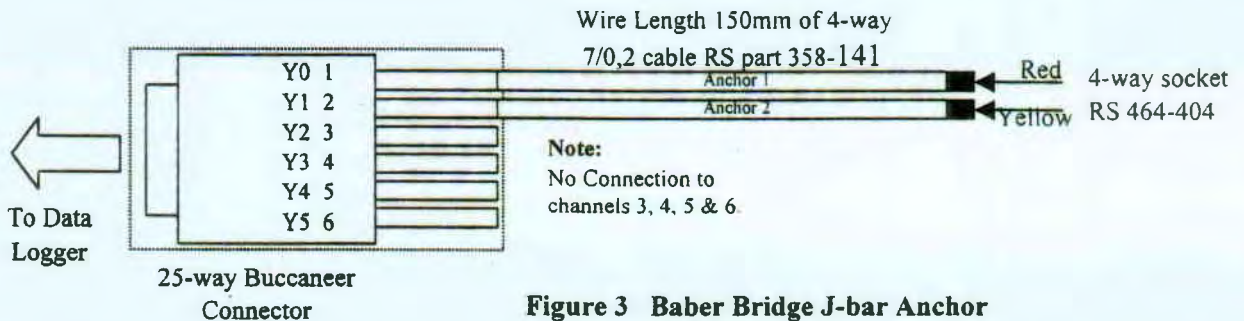 Wire Length 150mm of 4-way
7/0,2 cable RS part 358-141
Y0 1
Y1 2
Y2 3
Y3 4
Y4 5
Y5 6
Anchor 1
Anchor 2
Red
Yellow
4-way socket
RS 464-404
Note:
No Connection to
channels 3, 4, 5 & 6.
To Data
Logger
25-way Buccaneer
Connector
Figure 3 Baber Bridge J-bar Anchor